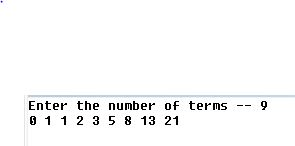 Enter the number of terms -- 9
0 1 1 2 3 5 8 13 21